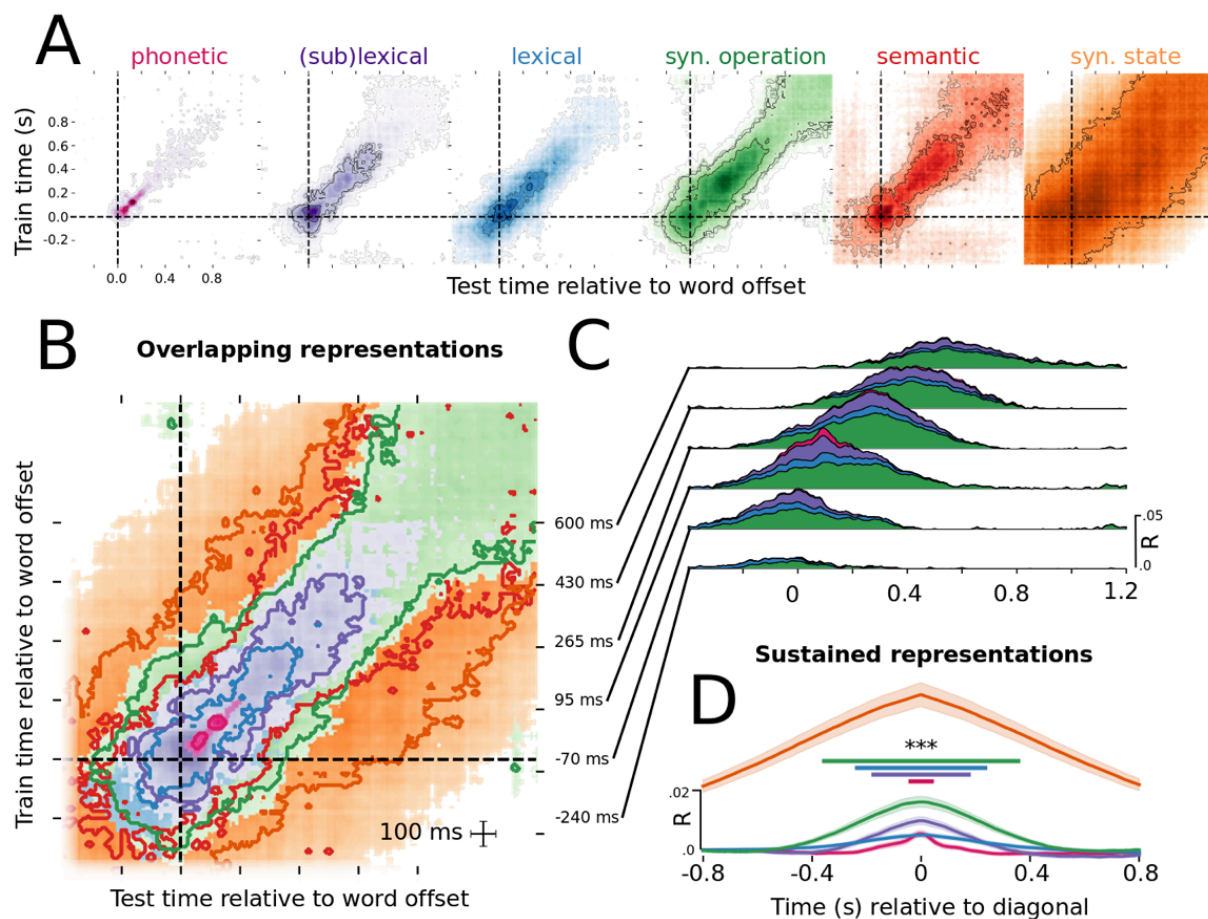 A
phonetic (sub)lexical lexical syn. operation semantic syn. state
Train time (s)
0.8
0.6
0.4
0.2
0.0
-0.2
0.0 0.4 0.8
Test time relative to word offset
B
Overlapping representations
Train time relative to word offset
100 ms
Test time relative to word offset
C
600 ms
430 ms
265 ms
95 ms
-70 ms
-240 ms
.05
R
.0
0 0.4 0.8 1.2
Sustained representations
D
***
.02
R
.0
-0.8 -0.4 0 0.4 0.8
Time (s) relative to diagonal